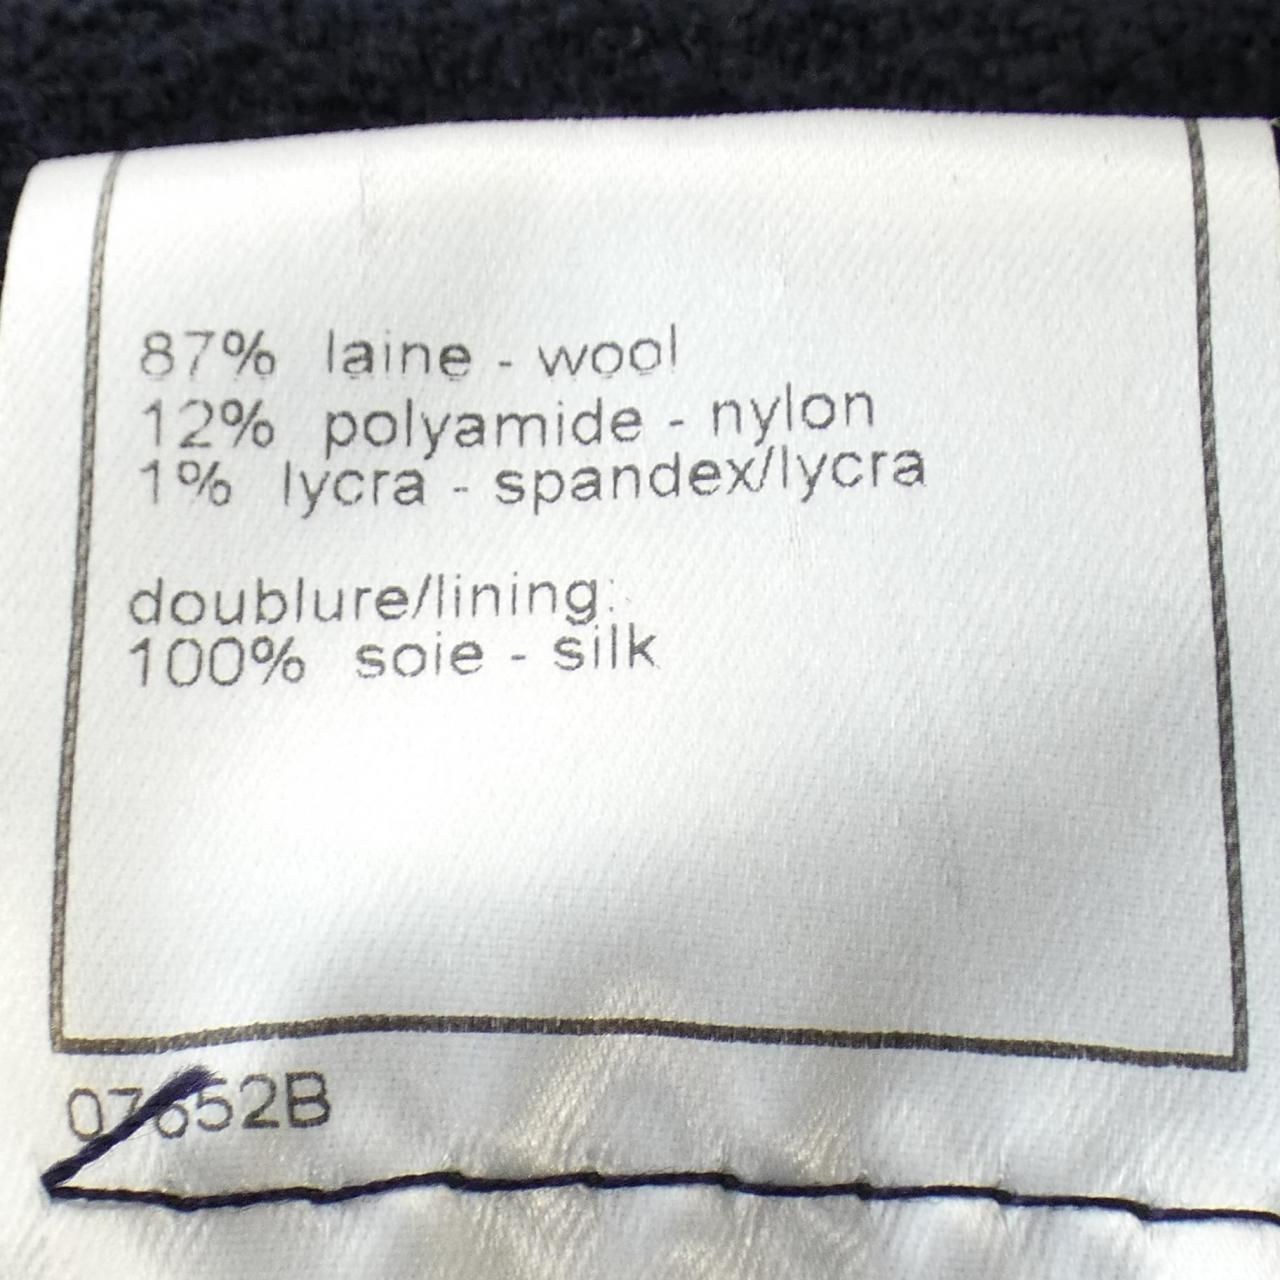 87% laine - wool
12% polyamide - nylon
1% lycra - spandex/lycra
doublure/lining:
100% soie - silk
07652B